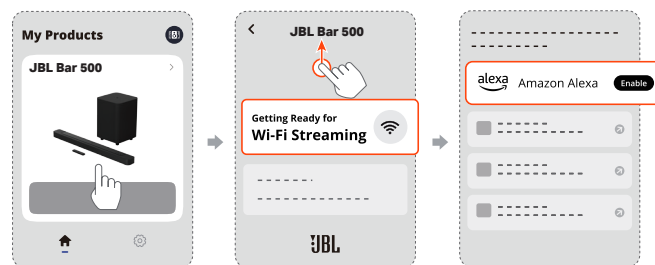 My Products
JBL Bar 500
JBL Bar 500
Getting Ready for
Wi-Fi Streaming
JBL
alexa
Amazon Alexa
Enable